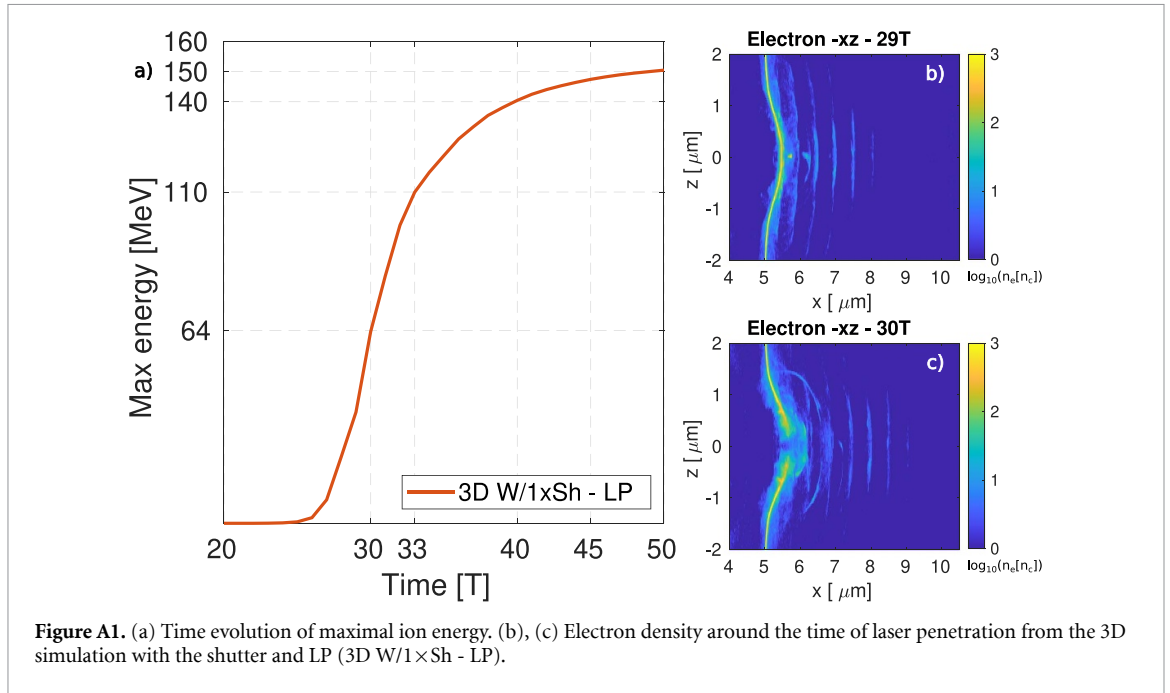 a)
160
150
140
110
64
Max energy [MeV]
3D W/1xSh - LP
20 30 33 40 45 50
Time [T]
Electron -xz - 29T
b)
2
1
0
-1
-2
z [ μm]
4 5 6 7 8 9 10
x [ μm]
3
2
1
0
log10(ne[nc])
Electron -xz - 30T
c)
2
1
0
-1
-2
z [ μm]
4 5 6 7 8 9 10
x [ μm]
3
2
1
0
log10(ne[nc])
Figure A1. (a) Time evolution of maximal ion energy. (b), (c) Electron density around the time of laser penetration from the 3D
simulation with the shutter and LP (3D W/1×Sh - LP).